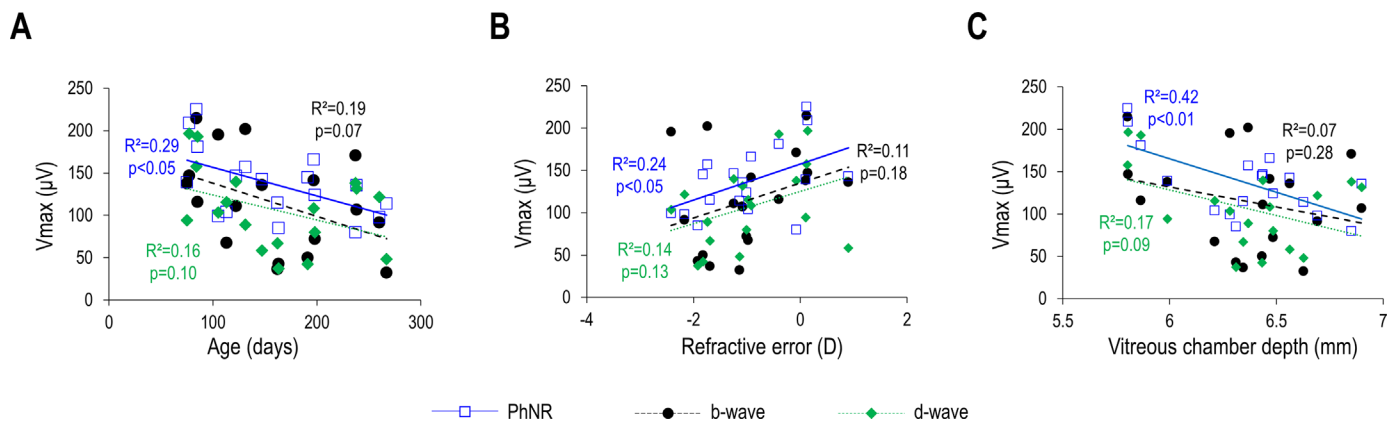 A
Vmax (µV)
250
200
150
100
50
0
0
100
200
300
Age (days)
R²=0.29
p<0.05
R²=0.19
p=0.07
R²=0.16
p=0.10
B
Vmax (µV)
250
200
150
100
50
0
-4
-2
0
2
Refractive error (D)
R²=0.24
p<0.05
R²=0.11
p=0.18
R²=0.14
p=0.13
C
Vmax (µV)
250
200
150
100
50
0
5.5
6
6.5
7
Vitreous chamber depth (mm)
R²=0.42
p<0.01
R²=0.07
p=0.28
R²=0.17
p=0.09
PhNR
b-wave
d-wave